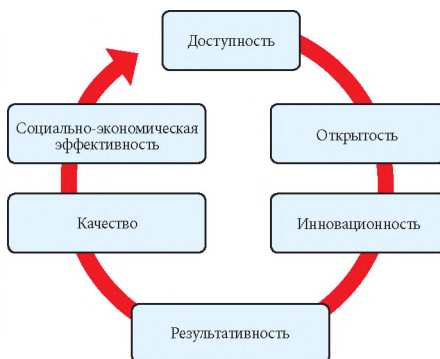 Доступность
Открытость
Инновационность
Результативность
Качество
Социально-экономическая
эффективность